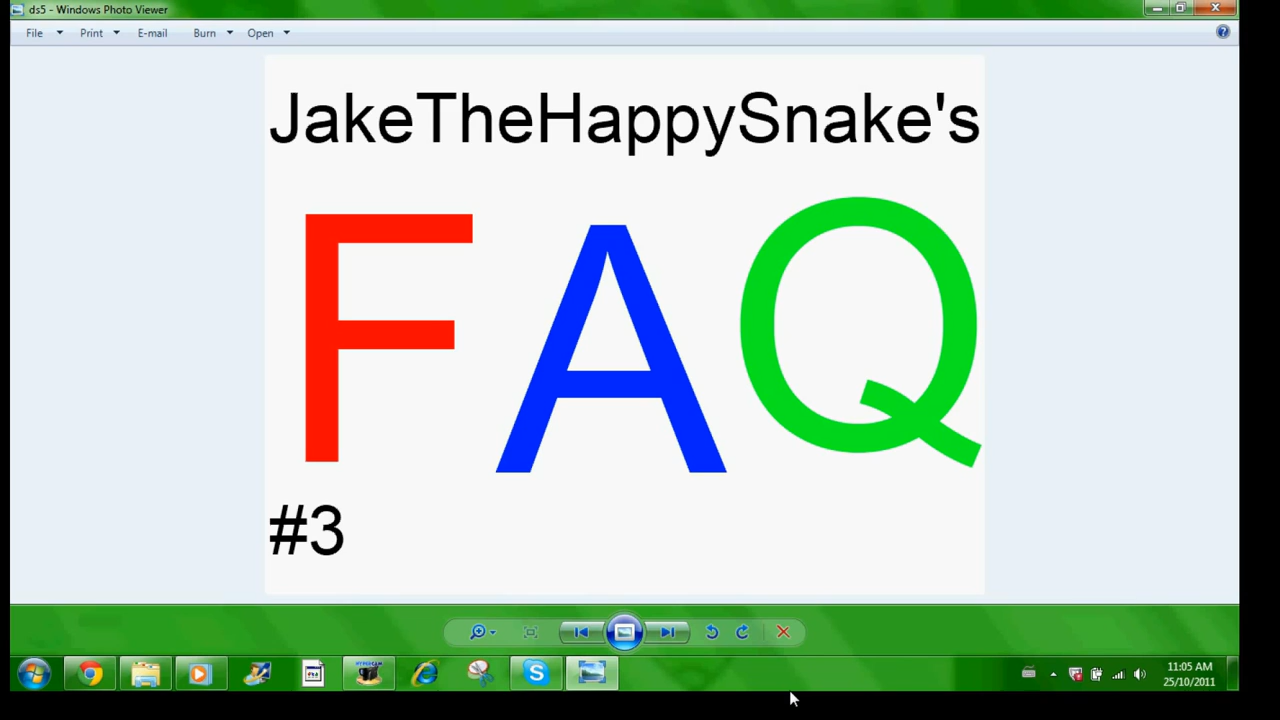 ds5 - Windows Photo Viewer
File Print E-mail Burn Open
JakeTheHappySnake's
FAQ
#3
11:05 AM
25/10/2011